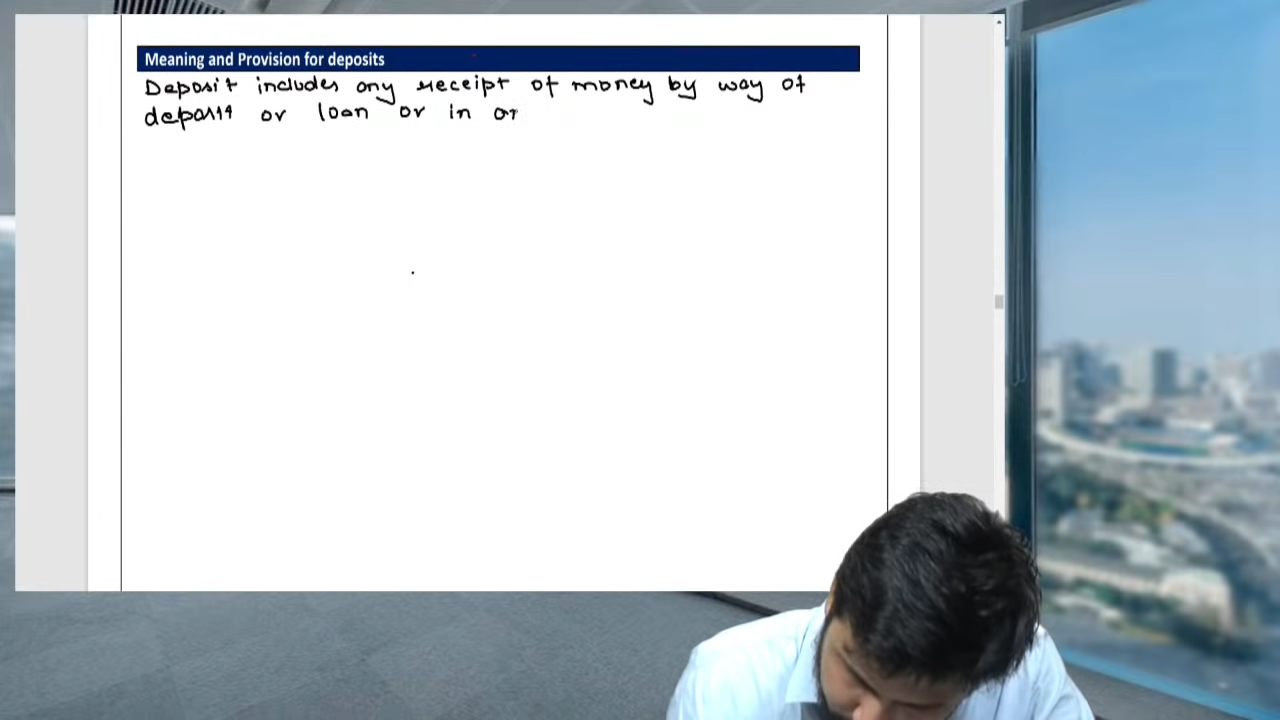 Meaning and Provision for deposits
Deposit includes any receipt of money by way of
deposit or loan or in